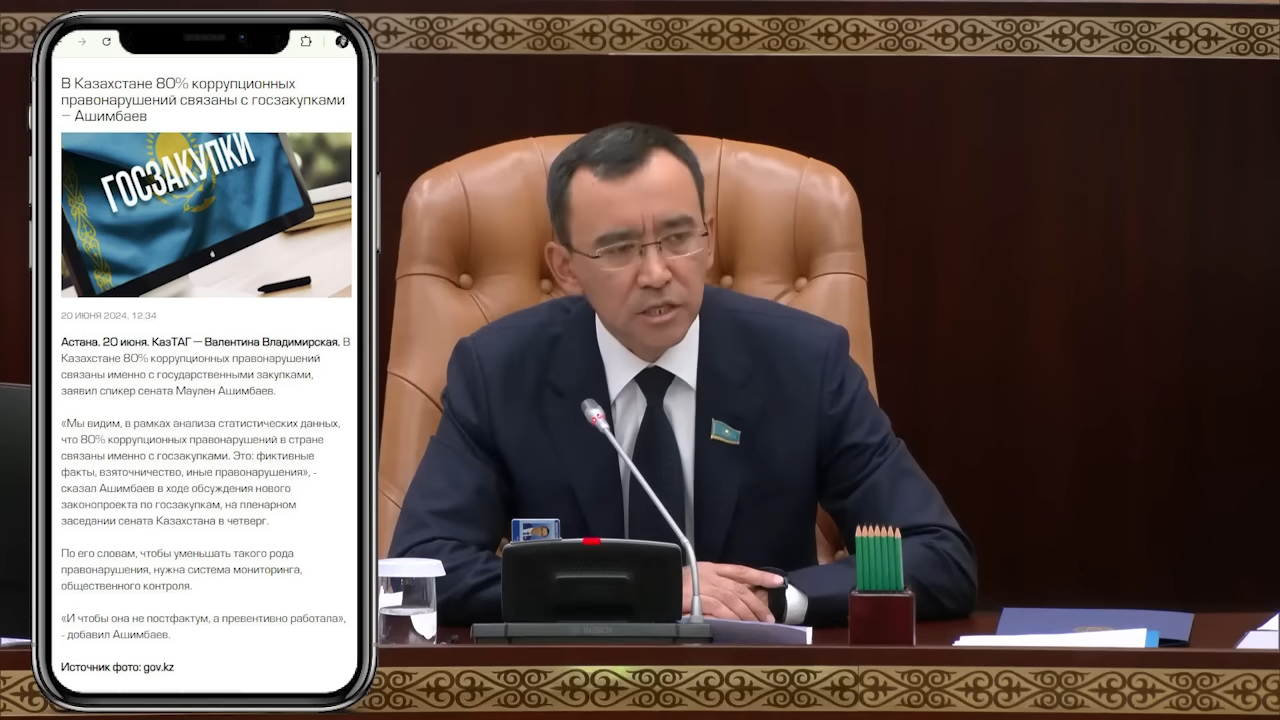 В Казахстане 80% коррупционных
правонарушений связаны с госзакупками
— Ашимбаев
ГОСЗАКУПКИ
20 ИЮНЯ 2024, 12:34
Астана. 20 июня. КазТАГ — Валентина Владимирская. В
Казахстане 80% коррупционных правонарушений
связаны именно с государственными закупками,
заявил спикер сената Маулен Ашимбаев.
«Мы видим, в рамках анализа статистических данных,
что 80% коррупционных правонарушений в стране
связаны именно с госзакупками. Это: фиктивные
факты, взяточничество, иные правонарушения», -
сказал Ашимбаев в ходе обсуждения нового
законопроекта по госзакупкам, на пленарном
заседании сената Казахстана в четверг.
По его словам, чтобы уменьшать такого рода
правонарушения, нужна система мониторинга,
общественного контроля.
«И чтобы она не постфактум, а превентивно работала»,
- добавил Ашимбаев.
Источник фото: gov.kz
BOSCH